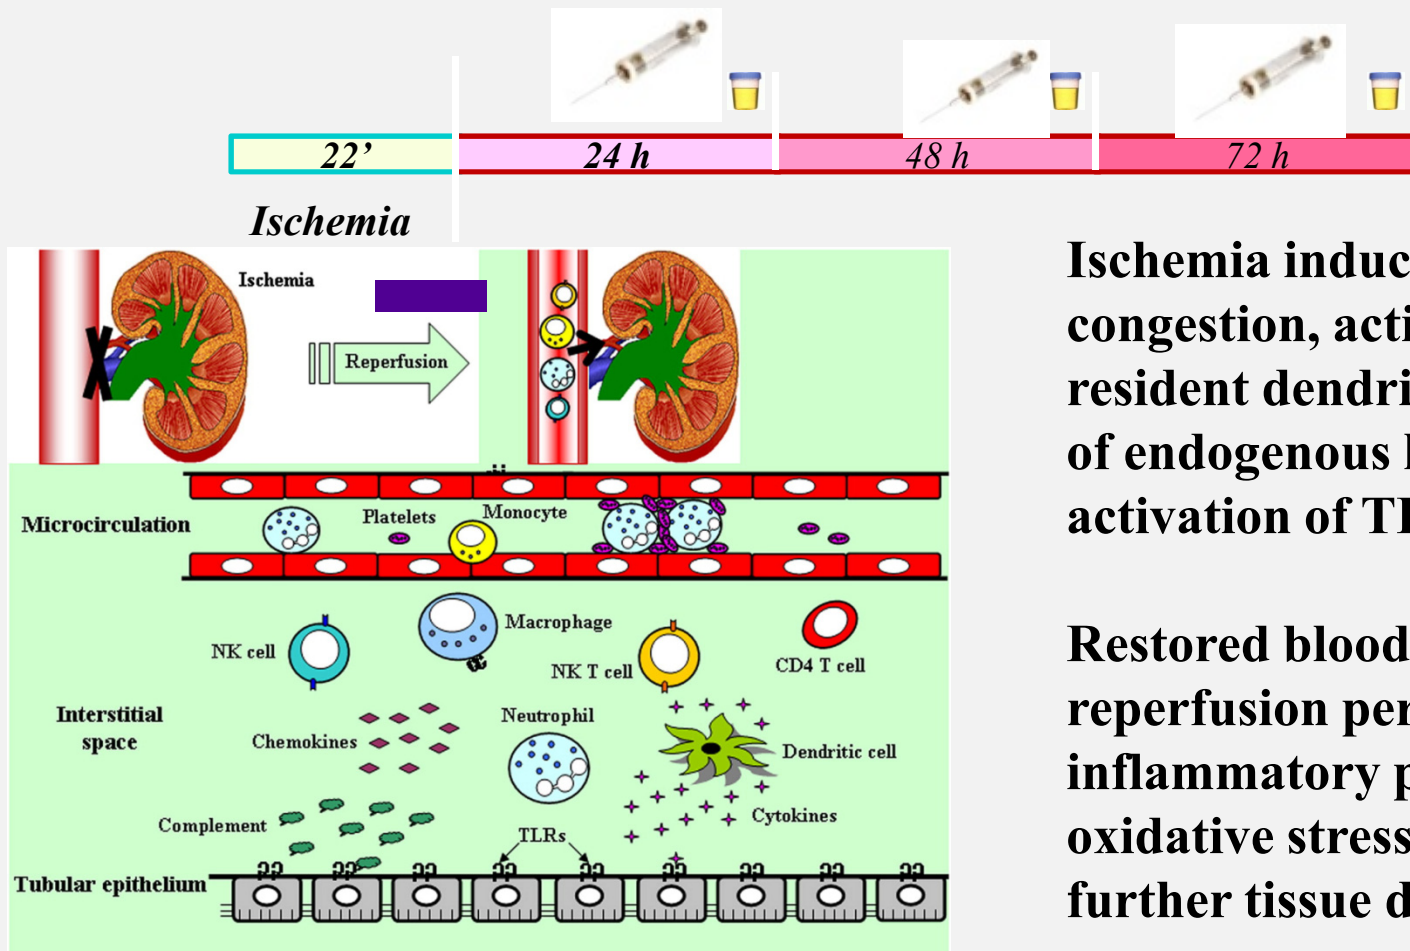 22’
24 h
48 h
72 h
Ischemia
Ischemia
Reperfusion
Microcirculation
Platelets
Monocyte
Macrophage
NK cell
NK T cell
CD4 T cell
Interstitial
space
Neutrophil
Chemokines
Dendritic cell
Complement
Cytokines
TLRs
Tubular epithelium
Ischemia induc
congestion, acti
resident dendri
of endogenous
activation of
Restored blood
reperfusion per
inflammatory p
oxidative stress
further tissue d